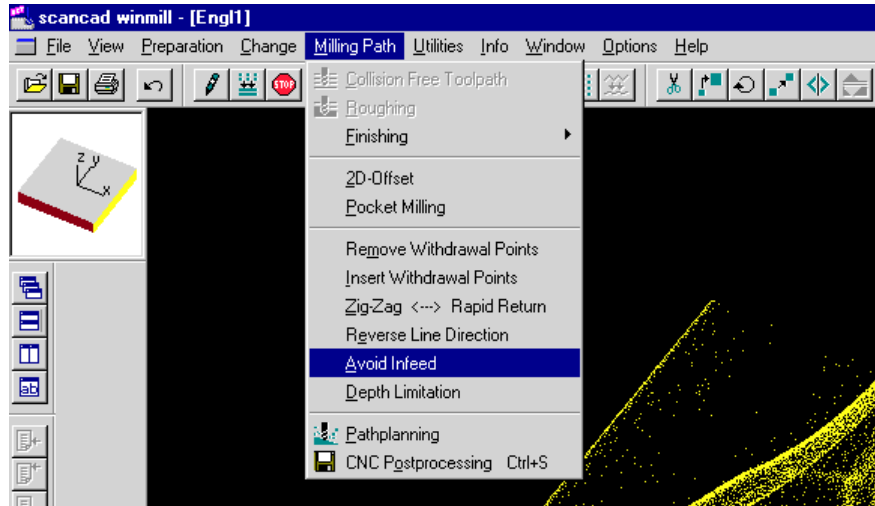 scancad winmill - [Engl1]
File View Preparation Change Milling Path Utilities Info Window Options Help
STOP
Collision Free Toolpath
Roughing
Finishing
2D-Offset
Pocket Milling
Remove Withdrawal Points
Insert Withdrawal Points
Zig-Zag <---> Rapid Return
Reverse Line Direction
Avoid Infeed
Depth Limitation
Pathplanning
CNC Postprocessing Ctrl+S
z y
x
ab